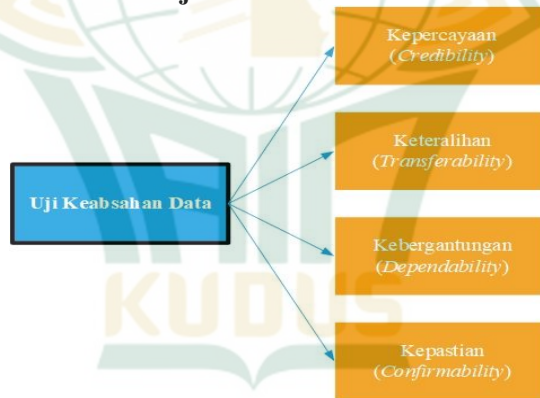 Uji Keabsahan Data
Kepercayaan
(Credibility)
Keteralihan
(Transferability)
Kebergantungan
(Dependability)
Kepastian
(Confirmability)
KUDUS